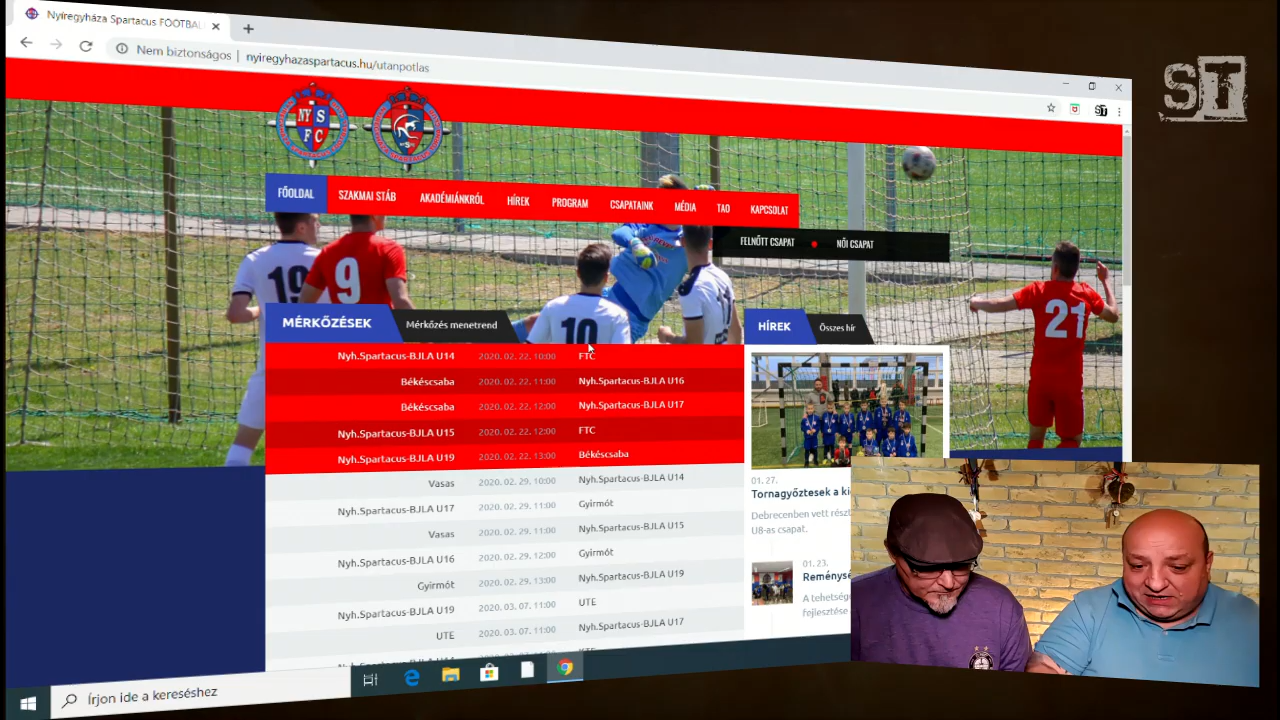 Nyíregyháza Spartacus FOOTBAL
Nem biztonságos | nyiregyhazaspartacus.hu/utanpotlas
ST
NY S
F C
FŐOLDAL SZAKMAI STÁB AKADÉMIÁNKRÓL HÍREK PROGRAM CSAPATAINK MÉDIA TAO KAPCSOLAT
FELNŐTT CSAPAT NŐI CSAPAT
19 9 10 21
MÉRKŐZÉSEK Mérkőzés menetrend
HÍREK Összes hír
Nyh.Spartacus-BJLA U14 2020. 02. 22. 10:00 FTC
Békéscsaba 2020. 02. 22. 11:00 Nyh.Spartacus-BJLA U16
Békéscsaba 2020. 02. 22. 12:00 Nyh.Spartacus-BJLA U17
Nyh.Spartacus-BJLA U15 2020. 02. 22. 12:00 FTC
Nyh.Spartacus-BJLA U19 2020. 02. 22. 13:00 Békéscsaba
Vasas 2020. 02. 29. 10:00 Nyh.Spartacus-BJLA U14
Nyh.Spartacus-BJLA U17 2020. 02. 29. 11:00 Gyirmót
Vasas 2020. 02. 29. 11:00 Nyh.Spartacus-BJLA U15
Nyh.Spartacus-BJLA U16 2020. 02. 29. 12:00 Gyirmót
Gyirmót 2020. 02. 29. 13:00 Nyh.Spartacus-BJLA U19
Nyh.Spartacus-BJLA U19 2020. 03. 07. 11:00 UTE
UTE 2020. 03. 07. 11:00 Nyh.Spartacus-BJLA U17
01. 27.
Tornagyőztesek a ki
Debrecenben vett részt
U8-as csapat.
01. 23.
Reménysé
A tehetség
fejlesztése
Írjon ide a kereséshez